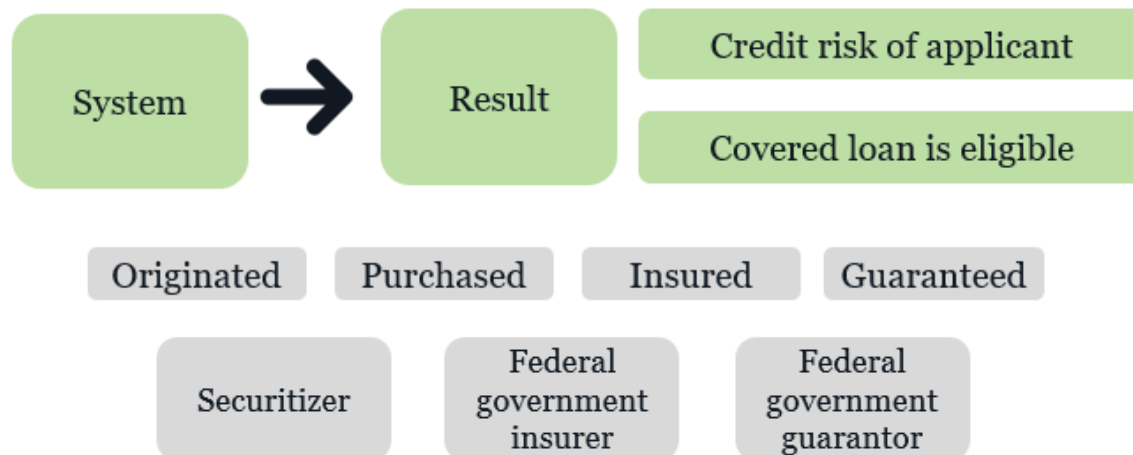 System
Result
Credit risk of applicant
Covered loan is eligible
Originated
Purchased
Insured
Guaranteed
Securitizer
Federal
government
insurer
Federal
government
guarantor